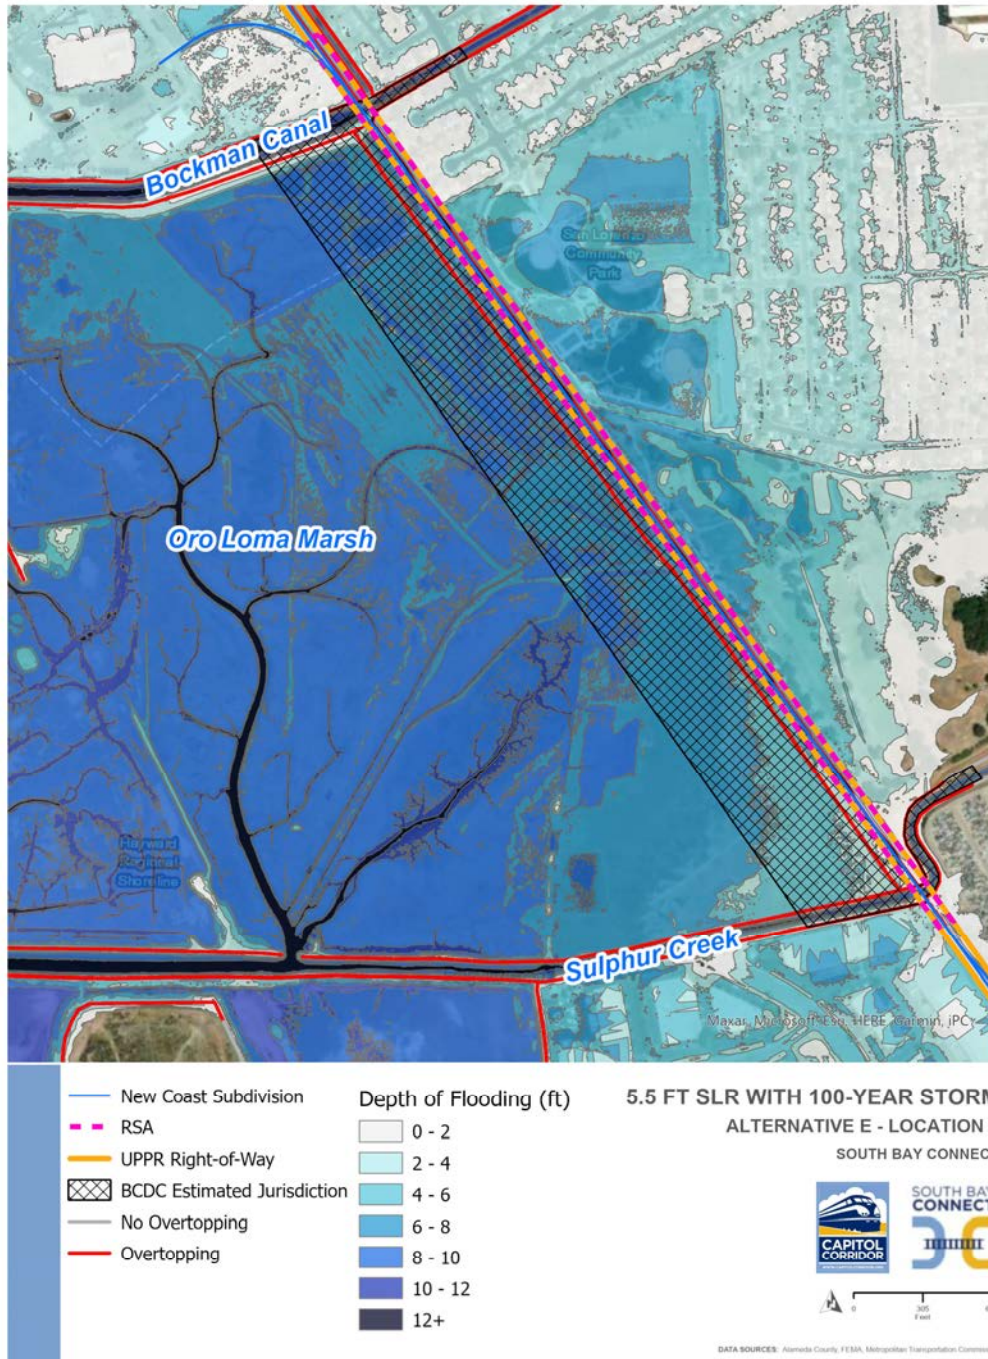 Bockman Canal
San Lorenzo
Community
Park
Oro Loma Marsh
Hayward
Regional
Shoreline
Sulphur Creek
Maxar, Microsoft, Esri, HERE, Garmin, iPC
New Coast Subdivision
RSA
UPPR Right-of-Way
BCDC Estimated Jurisdiction
No Overtopping
Overtopping
Depth of Flooding (ft)
0 - 2
2 - 4
4 - 6
6 - 8
8 - 10
10 - 12
12+
5.5 FT SLR WITH 100-YEAR STORM
ALTERNATIVE E - LOCATION
SOUTH BAY CONNEC
CAPITOL
CORRIDOR
SOUTH BAY
CONNECT
0
305
Feet
DATA SOURCES: Alameda County, FEMA, Metropolitan Transportation Commiss